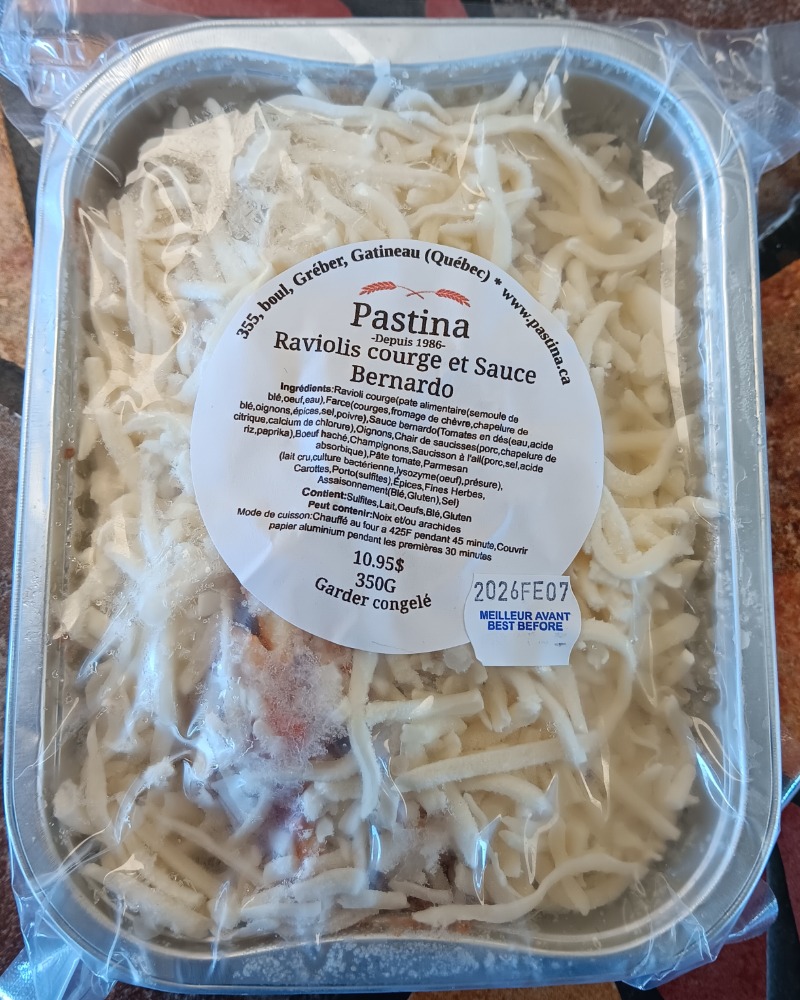 355, boul, Gréber, Gatineau (Québec) * www.pastina.ca
Pastina
-Depuis 1986-
Raviolis courge et Sauce
Bernardo
Ingrédients:Ravioli courge(pate alimentaire(semoule de
blé,oeuf,eau),Farce(courges,fromage de chèvre,chapelure de
blé,oignons,épices,sel,poivre),Sauce bernardo(Tomates en dés(eau,acide
citrique,calcium de chlorure),Oignons,Chair de saucisses(porc,chapelure de
riz,paprika),Boeuf haché,Champignons,Saucisson à l'ail(porc,sel,acide
absorbique),Pâte tomate,Parmesan
(lait cru,culture bactérienne,lysozyme(oeuf),présure),
Carottes,Porto(sulfites),Épices,Fines Herbes,
Assaisonnement(Blé,Gluten),Sel)
Contient:Sulfites,Lait,Oeufs,Blé,Gluten
Peut contenir:Noix et/ou arachides
Mode de cuisson:Chauffé au four a 425F pendant 45 minute,Couvrir
papier aluminium pendant les premières 30 minutes
10.95$
350G
Garder congelé
2026FE07
MEILLEUR AVANT
BEST BEFORE